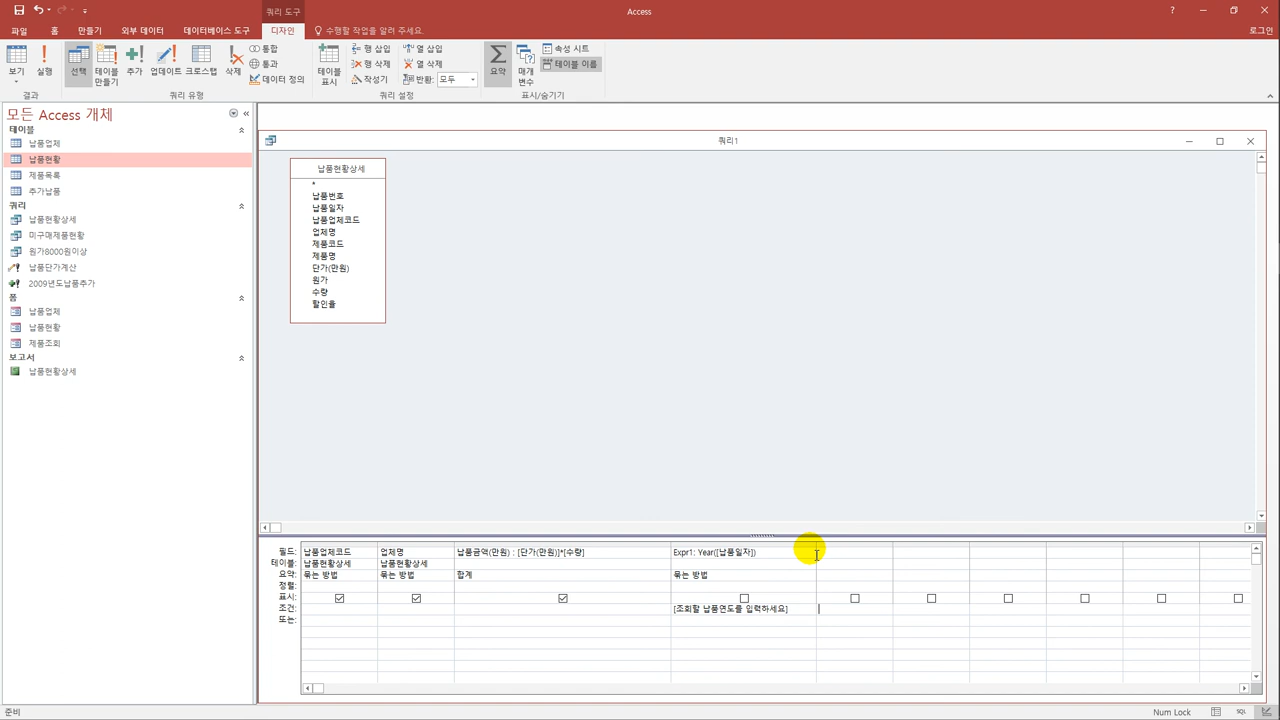 쿼리 도구
Access
파일
홈
만들기
외부 데이터
데이터베이스 도구
디자인
수행할 작업을 알려 주세요.
로그인
보기
실행
선택
테이블 만들기
추가
업데이트
크로스탭
삭제
통합
통과
데이터 정의
테이블 표시
행 삽입
행 삭제
작성기
열 삽입
열 삭제
반환: 모두
요약
매개 변수
속성 시트
테이블 이름
결과
쿼리 유형
쿼리 설정
표시/숨기기
모든 Access 개체
테이블
납품업체
납품현황
제품목록
추가납품
쿼리
납품현황상세
미구매제품현황
원가8000원이상
납품단가계산
2009년도납품추가
폼
납품업체
납품현황
제품조회
보고서
납품현황상세
쿼리1
납품현황상세
*
납품번호
납품일자
납품업체코드
업체명
제품코드
제품명
단가(만원)
원가
수량
할인율
필드: 납품업체코드 업체명 납품금액(만원) : [단가(만원)]*[수량] Expr1: Year([납품일자])
테이블: 납품현황상세 납품현황상세
요약: 묶는 방법 묶는 방법 합계 묶는 방법
정렬:
표시:
조건: [조회할 납품연도를 입력하세요]
또는:
준비
Num Lock
SQL